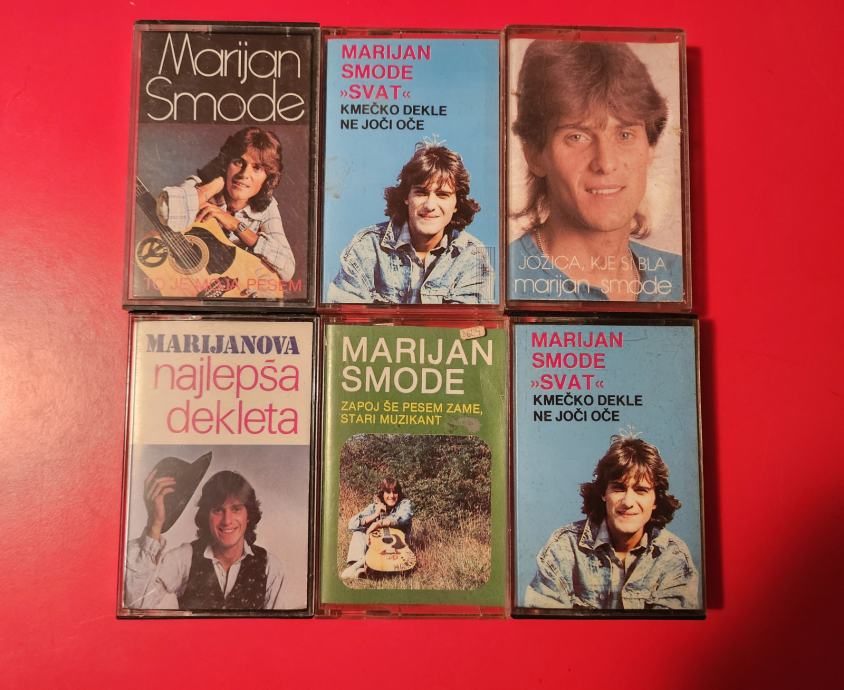 Marijan
Smode
TO JE MOJA PESEM
MARIJAN
SMODE
»SVAT«
KMEČKO DEKLE
NE JOČI OČE
JOŽICA, KJE SI BLA
marijan smode
MARIJANOVA
najlepša
dekleta
MARIJAN
SMODE
ZAPOJ ŠE PESEM ZAME,
STARI MUZIKANT
MARIJAN
SMODE
»SVAT«
KMEČKO DEKLE
NE JOČI OČE